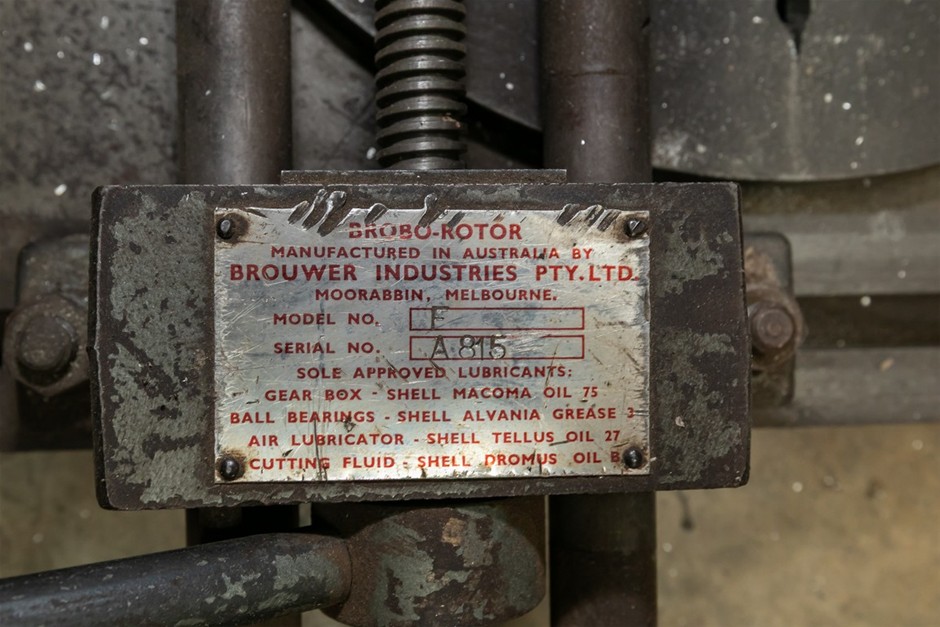 BROBO-ROTOR
MANUFACTURED IN AUSTRALIA BY
BROUWER INDUSTRIES PTY. LTD.
MOORABBIN, MELBOURNE.
MODEL NO. E
SERIAL NO. A 815
SOLE APPROVED LUBRICANTS:
GEAR BOX - SHELL MACOMA OIL 75
BALL BEARINGS - SHELL ALVANIA GREASE 3
AIR LUBRICATOR - SHELL TELLUS OIL 27
CUTTING FLUID - SHELL DROMUS OIL B